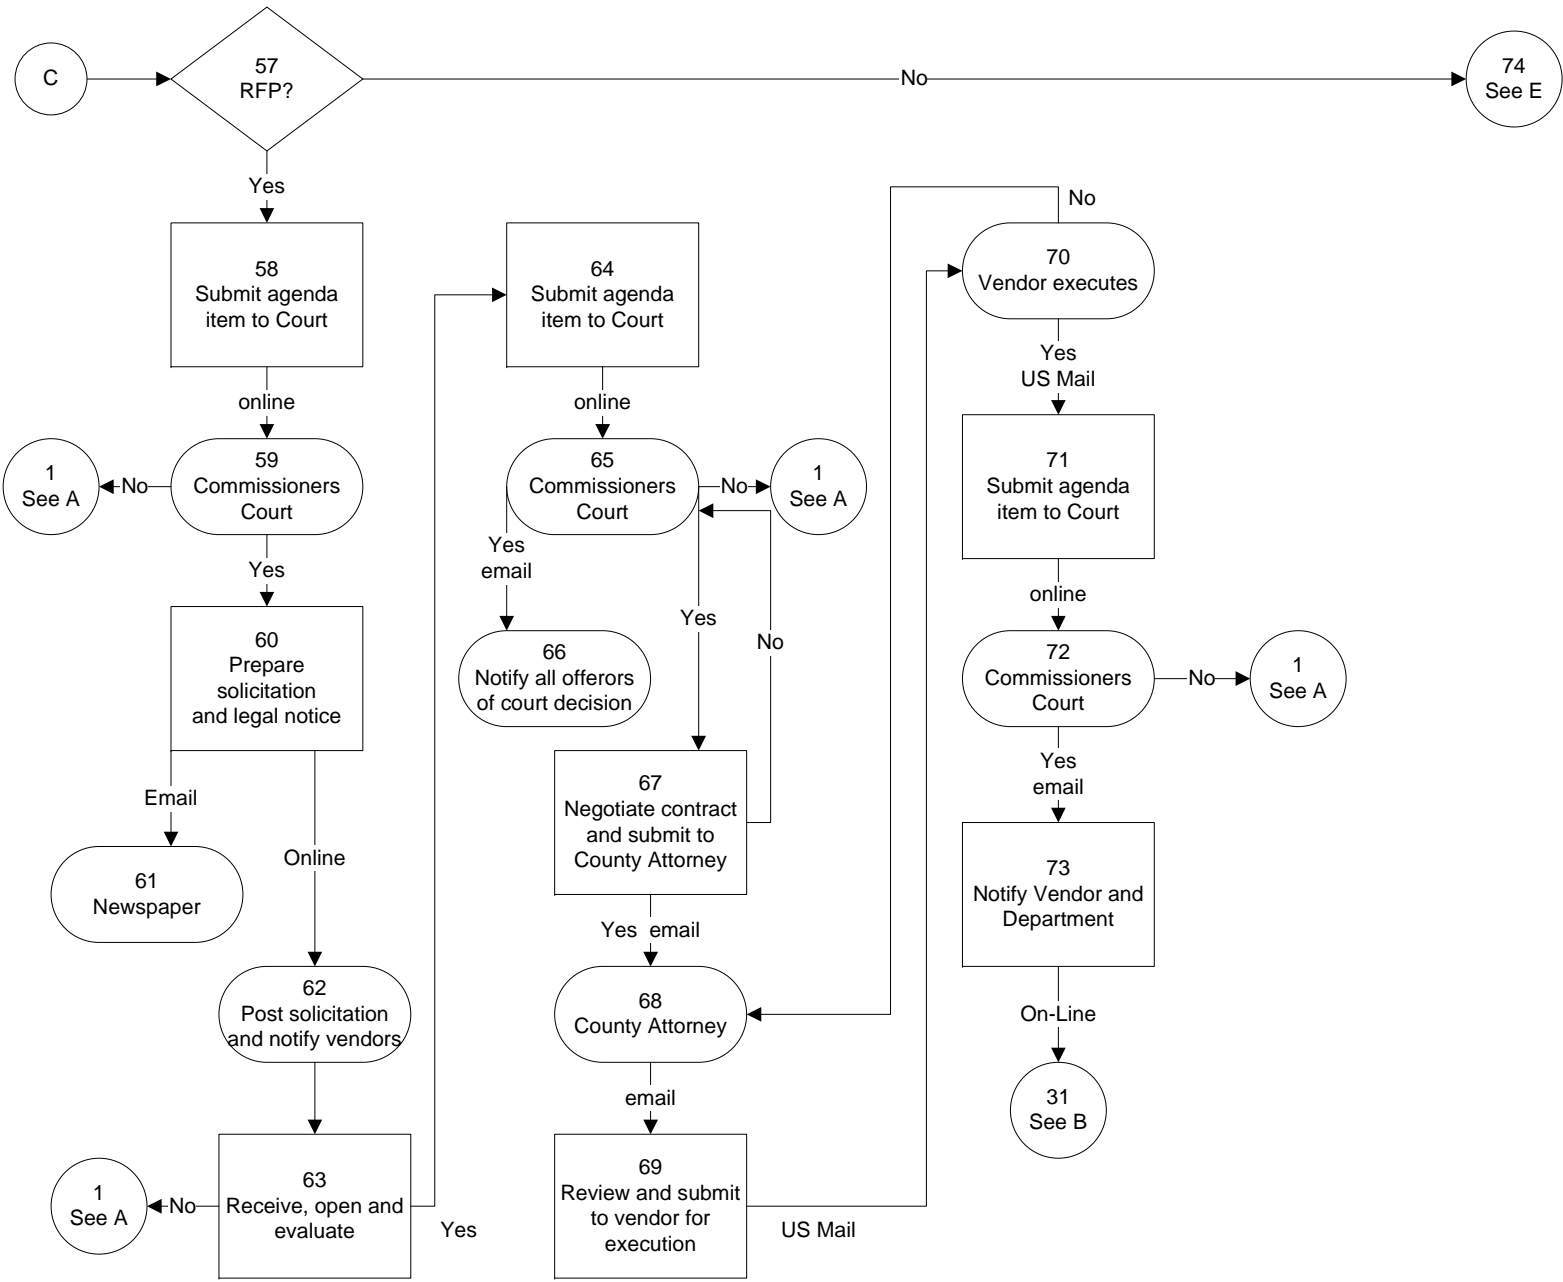 C
57
RFP?
No
74
See E
Yes
58
Submit agenda
item to Court
online
1
See A
No
59
Commissioners
Court
Yes
60
Prepare
solicitation
and legal notice
Email
61
Newspaper
Online
62
Post solicitation
and notify vendors
1
See A
No
63
Receive, open and
evaluate
Yes
64
Submit agenda
item to Court
online
65
Commissioners
Court
No
1
See A
Yes
email
66
Notify all offerors
of court decision
Yes
No
67
Negotiate contract
and submit to
County Attorney
Yes email
68
County Attorney
email
69
Review and submit
to vendor for
execution
US Mail
No
70
Vendor executes
Yes
US Mail
71
Submit agenda
item to Court
online
72
Commissioners
Court
No
1
See A
Yes
email
73
Notify Vendor and
Department
On-Line
31
See B